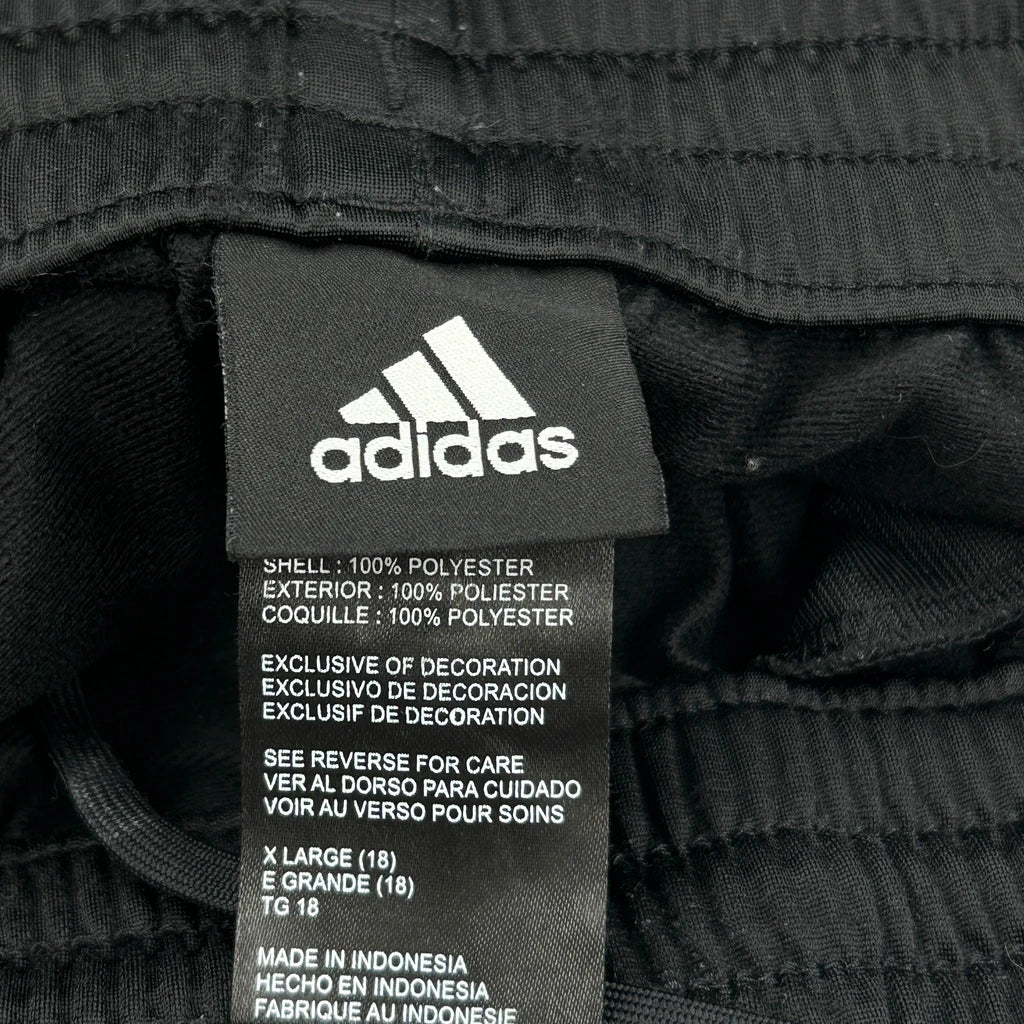 adidas
SHELL : 100% POLYESTER
EXTERIOR : 100% POLIESTER
COQUILLE : 100% POLYESTER
EXCLUSIVE OF DECORATION
EXCLUSIVO DE DECORACION
EXCLUSIF DE DECORATION
SEE REVERSE FOR CARE
VER AL DORSO PARA CUIDADO
VOIR AU VERSO POUR SOINS
X LARGE (18)
E GRANDE (18)
TG 18
MADE IN INDONESIA
HECHO EN INDONESIA
FABRIQUE AU INDONESIE